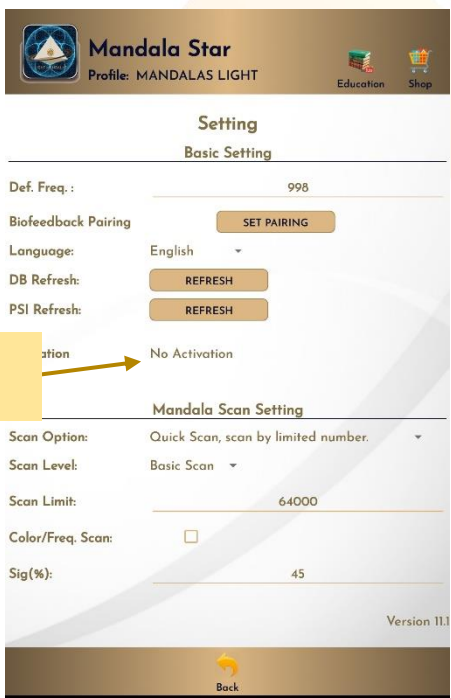 Mandala Star
Profile: MANDALAS LIGHT
Education
Shop
Setting
Basic Setting
Def. Freq. : 998
Biofeedback Pairing SET PAIRING
Language: English
DB Refresh: REFRESH
PSI Refresh: REFRESH
ation No Activation
Mandala Scan Setting
Scan Option: Quick Scan, scan by limited number.
Scan Level: Basic Scan
Scan Limit: 64000
Color/Freq. Scan:
Sig(%): 45
Version 11.1
Back